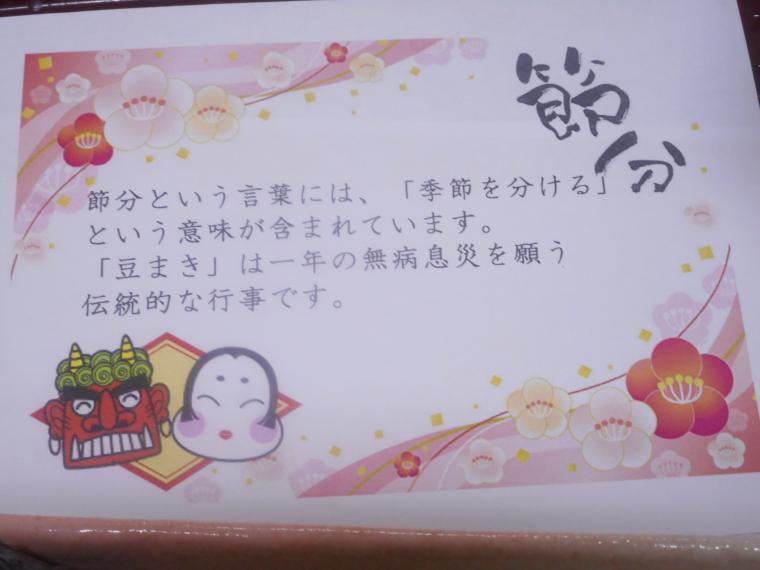 節分
節分という言葉には、「季節を分ける」
という意味が含まれています。
「豆まき」は一年の無病息災を願う
伝統的な行事です。